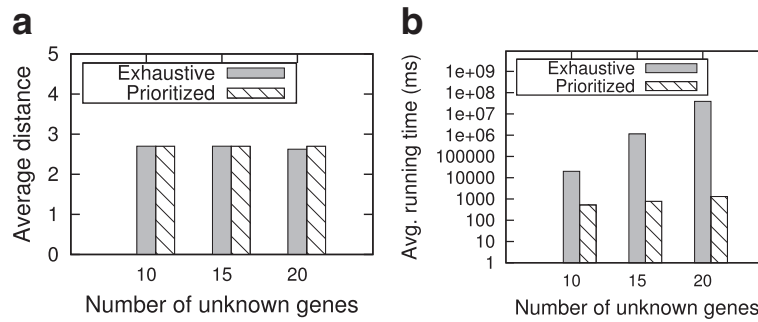 a
Average distance
5
4
3
2
1
0
Exhaustive
Prioritized
10 15 20
Number of unknown genes
b
Avg. running time (ms)
1e+09
1e+08
1e+07
1e+06
100000
10000
1000
100
10
1
Exhaustive
Prioritized
10 15 20
Number of unknown genes